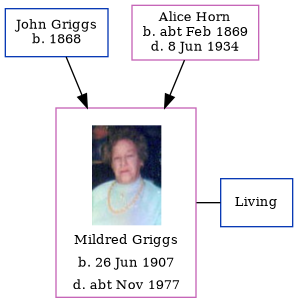 John Griggs
b. 1868
Alice Horn
b. abt Feb 1869
d. 8 Jun 1934
Mildred Griggs
b. 26 Jun 1907
d. abt Nov 1977
Living